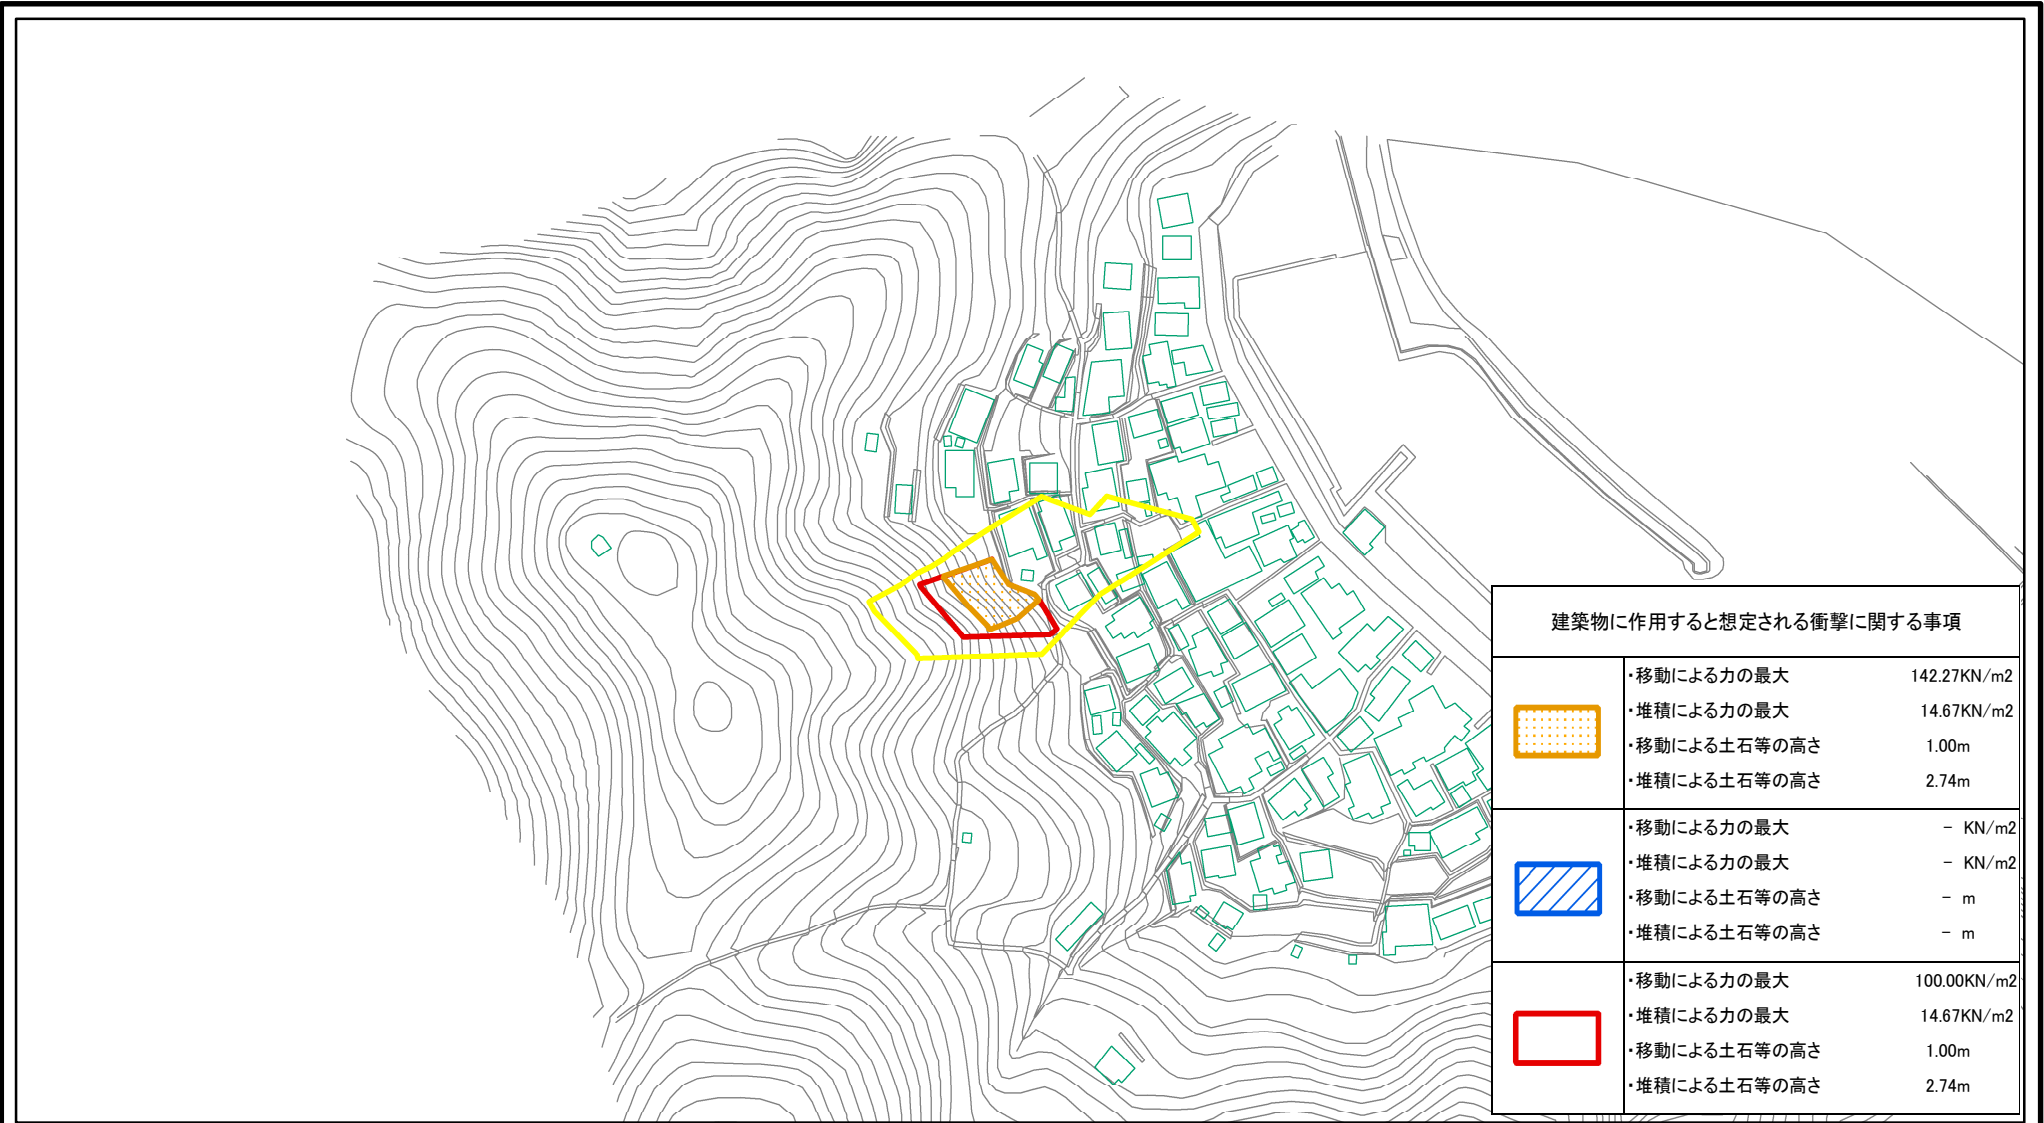 建築物に作用すると想定される衝撃に関する事項
・移動による力の最大 142.27KN/m2
・堆積による力の最大 14.67KN/m2
・移動による土石等の高さ 1.00m
・堆積による土石等の高さ 2.74m
・移動による力の最大 － KN/m2
・堆積による力の最大 － KN/m2
・移動による土石等の高さ － m
・堆積による土石等の高さ － m
・移動による力の最大 100.00KN/m2
・堆積による力の最大 14.67KN/m2
・移動による土石等の高さ 1.00m
・堆積による土石等の高さ 2.74m